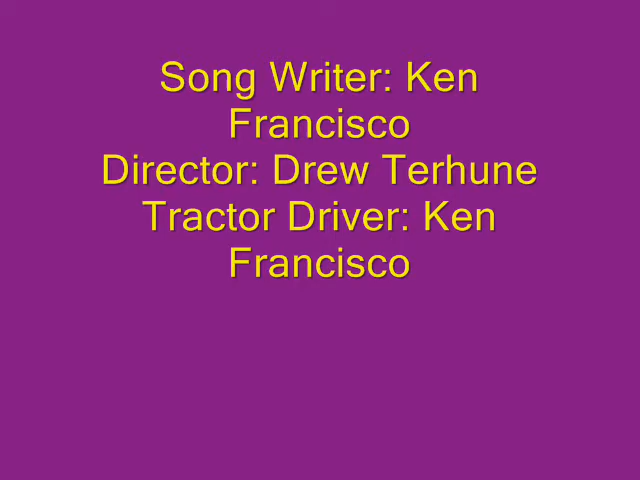 Song Writer: Ken
Francisco
Director: Drew Terhune
Tractor Driver: Ken
Francisco